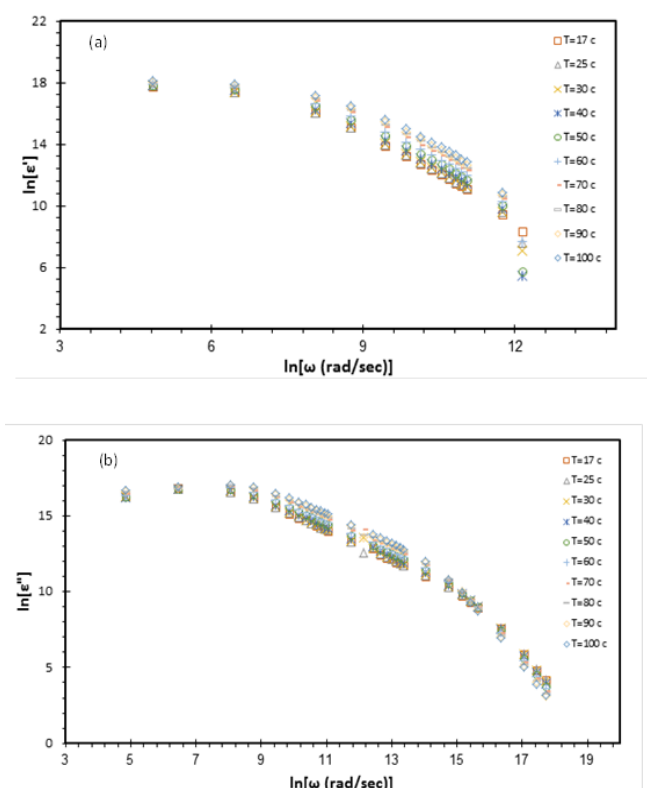 (a)
22
18
14
10
6
2
ln[ε']
3
6
9
12
ln[ω (rad/sec)]
T=17 c
T=25 c
T=30 c
T=40 c
T=50 c
T=60 c
T=70 c
T=80 c
T=90 c
T=100 c
(b)
20
15
10
5
0
ln[ε"]
3
5
7
9
11
13
15
17
19
ln[ω (rad/sec)]
T=17 c
T=25 c
T=30 c
T=40 c
T=50 c
T=60 c
T=70 c
T=80 c
T=90 c
T=100 c